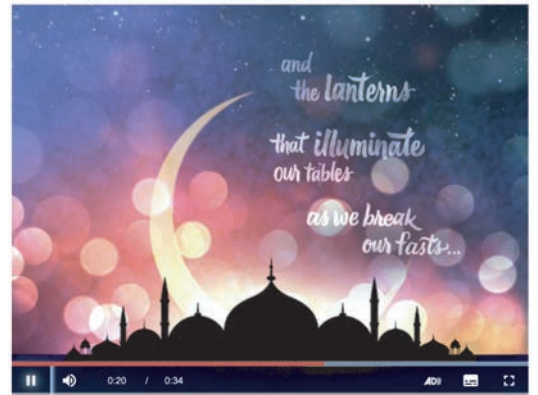 and
the lanterns
that illuminate
our tables
as we break
our fasts...
0:20 / 0:34 AD))